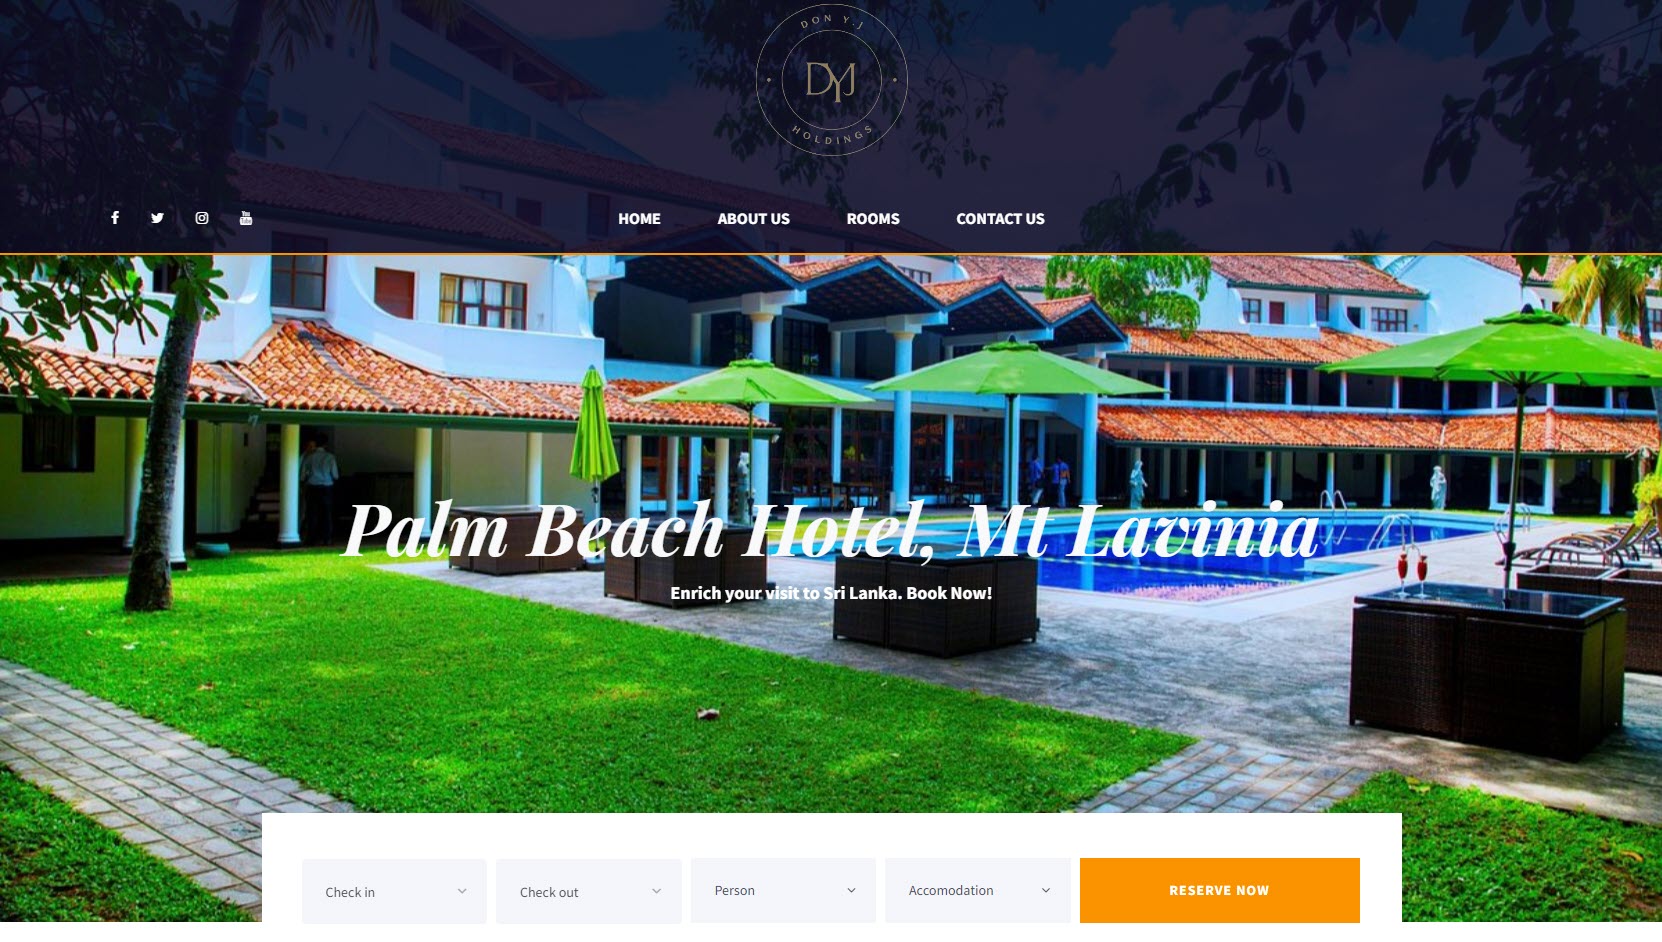 DON Y.J
DYJ
HOLDINGS
HOME ABOUT US ROOMS CONTACT US
Palm Beach Hotel, Mt Lavinia
Enrich your visit to Sri Lanka. Book Now!
Check in Check out Person Accomodation RESERVE NOW